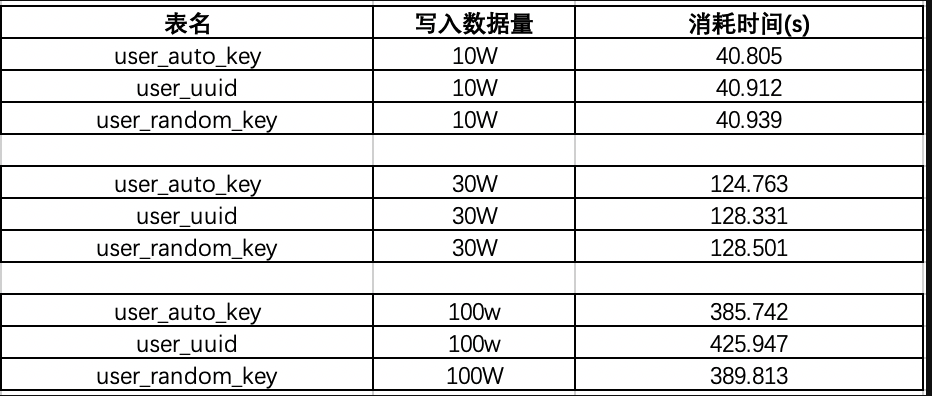 表名 写入数据量 消耗时间(s)
user_auto_key 10W 40.805
user_uuid 10W 40.912
user_random_key 10W 40.939
user_auto_key 30W 124.763
user_uuid 30W 128.331
user_random_key 30W 128.501
user_auto_key 100w 385.742
user_uuid 100w 425.947
user_random_key 100W 389.813